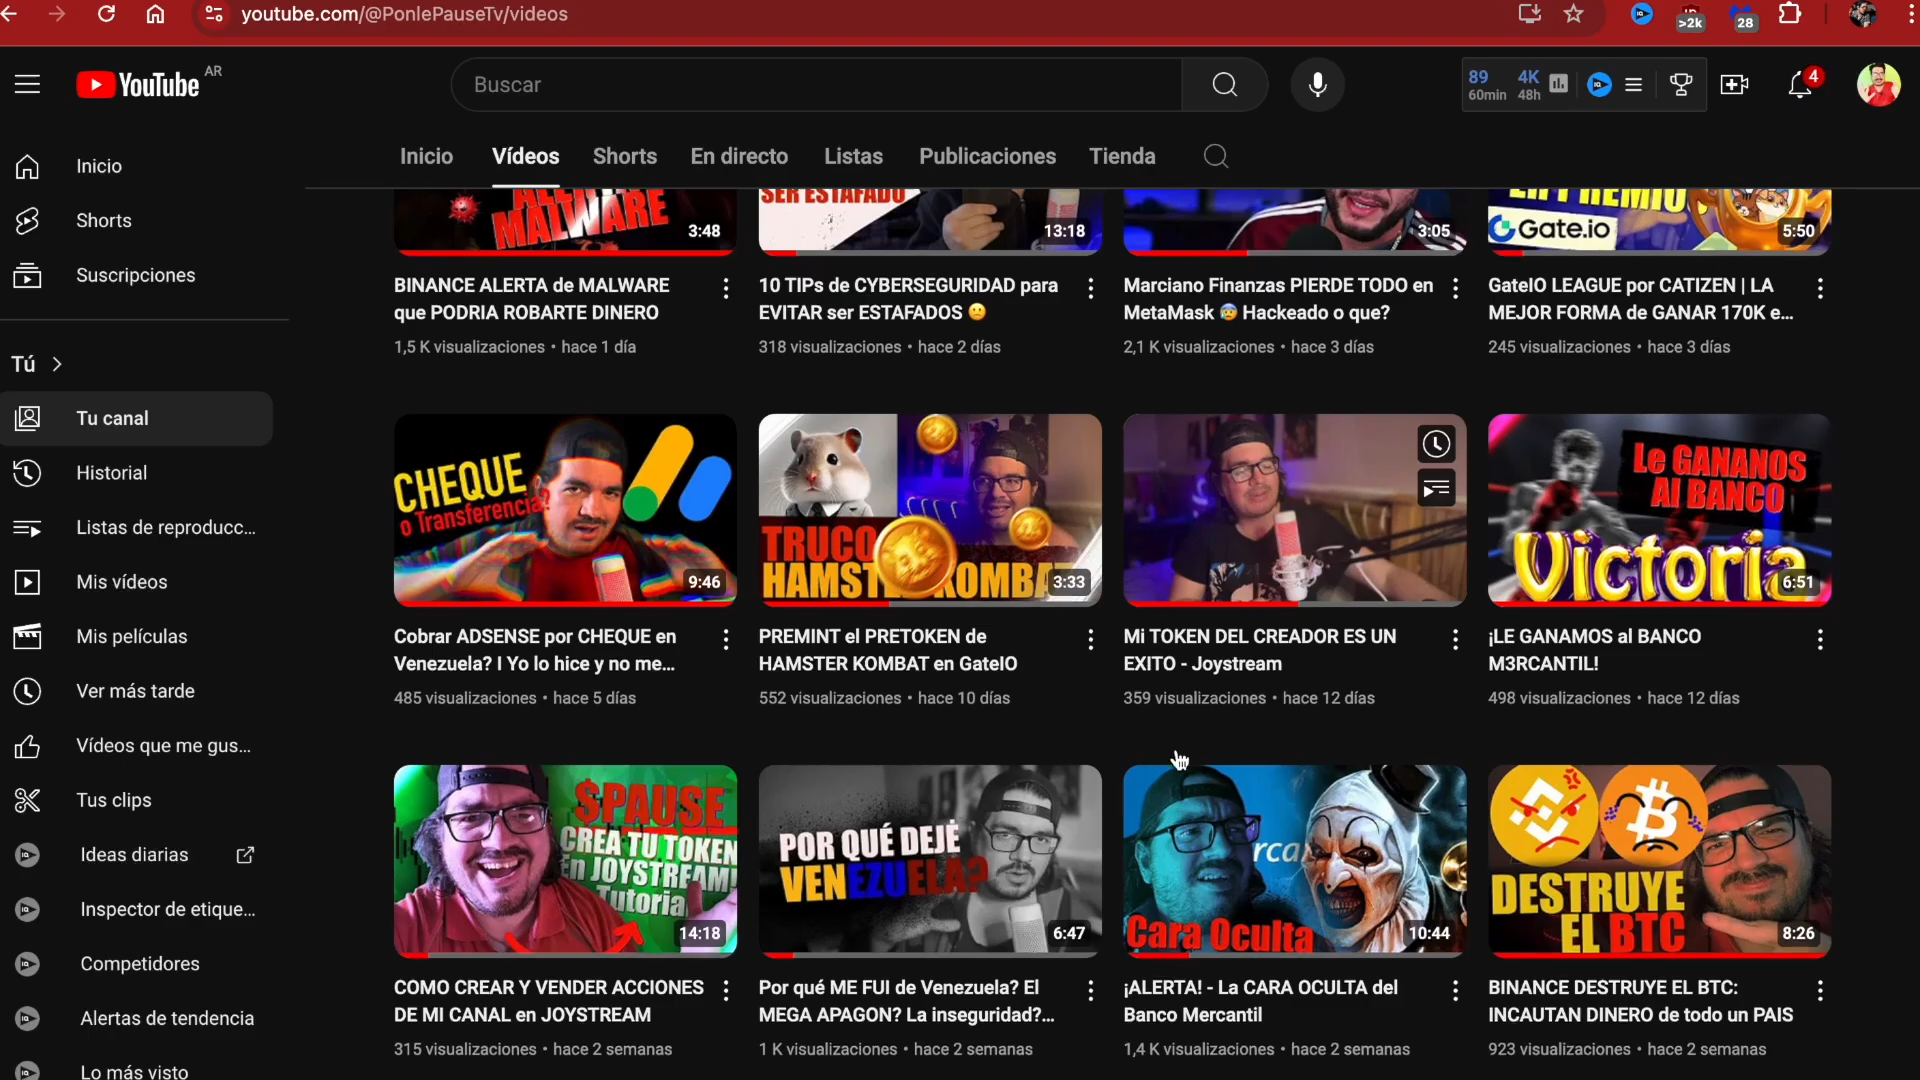 youtube.com/@PonlePauseTv/videos
>2k
28
YouTube AR
Buscar
89 4K
60min 48h
4
Inicio
Shorts
Suscripciones
Tú
Tu canal
Historial
Listas de reproducc...
Mis vídeos
Mis películas
Ver más tarde
Vídeos que me gus...
Tus clips
Ideas diarias
Inspector de etique...
Competidores
Alertas de tendencia
Lo más visto
Inicio Vídeos Shorts En directo Listas Publicaciones Tienda
MALWARE
3:48
SER ESTAFADO
13:18
3:05
Gate.io
5:50
BINANCE ALERTA de MALWARE
que PODRIA ROBARTE DINERO
1,5 K visualizaciones • hace 1 día
10 TIPs de CYBERSEGURIDAD para
EVITAR ser ESTAFADOS
318 visualizaciones • hace 2 días
Marciano Finanzas PIERDE TODO en
MetaMask 😰 Hackeado o que?
2,1 K visualizaciones • hace 3 días
GateIO LEAGUE por CATIZEN | LA
MEJOR FORMA de GANAR 170K e...
245 visualizaciones • hace 3 días
CHEQUE
o Transferencia?
9:46
TRUCO
HAMSTER KOMBAT
3:33
Le GANANOS
Al BANCO
Victoria
6:51
Cobrar ADSENSE por CHEQUE en
Venezuela? I Yo lo hice y no me...
485 visualizaciones • hace 5 días
PREMINT el PRETOKEN de
HAMSTER KOMBAT en GateIO
552 visualizaciones • hace 10 días
Mi TOKEN DEL CREADOR ES UN
EXITO - Joystream
359 visualizaciones • hace 12 días
¡LE GANAMOS al BANCO
M3RCANTIL!
498 visualizaciones • hace 12 días
$PAUSE
CREA TU TOKEN
En JOYSTREAM!
Tutorial
14:18
POR QUÉ DEJÉ
VENEZUELA?
6:47
rca
Cara Oculta
10:44
DESTRUYE
EL BTC
8:26
COMO CREAR Y VENDER ACCIONES
DE MI CANAL en JOYSTREAM
315 visualizaciones • hace 2 semanas
Por qué ME FUI de Venezuela? El
MEGA APAGON? La inseguridad?...
1 K visualizaciones • hace 2 semanas
¡ALERTA! - La CARA OCULTA del
Banco Mercantil
1,4 K visualizaciones • hace 2 semanas
BINANCE DESTRUYE EL BTC:
INCAUTAN DINERO de todo un PAIS
923 visualizaciones • hace 2 semanas